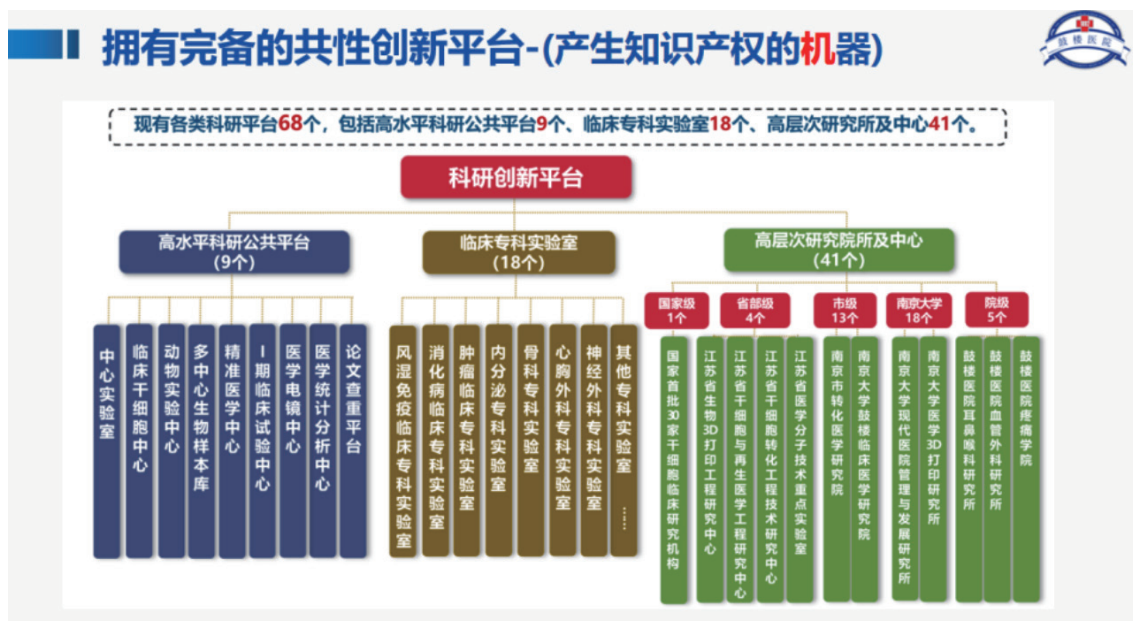 拥有完备的共性创新平台-(产生知识产权的机器)
鼓楼医院
现有各类科研平台68个，包括高水平科研公共平台9个、临床专科实验室18个、高层次研究所及中心41个。
科研创新平台
高水平科研公共平台
(9个)
临床专科实验室
(18个)
高层次研究院所及中心
(41个)
国家级
1个
省部级
4个
市级
13个
南京大学
18个
院级
5个
中心实验室
临床干细胞中心
动物实验中心
多中心生物样本库
精准医学中心
I期临床试验中心
医学电镜中心
医学统计分析中心
论文查重平台
风湿免疫临床专科实验室
消化病临床专科实验室
肿瘤临床专科实验室
内分泌专科实验室
骨科专科实验室
心胸外科专科实验室
神经外科专科实验室
其他专科实验室……
国家首批30家干细胞临床研究机构
江苏省生物3D打印工程研究中心
江苏省干细胞与再生医学工程研究中心
江苏省干细胞转化工程技术研究中心
江苏省医学分子技术重点实验室
南京市转化医学研究院
南京大学鼓楼临床医学研究院
南京大学现代医院管理与发展研究所
南京大学医学3D打印研究所
鼓楼医院耳鼻喉科研究所
鼓楼医院血管外科研究所
鼓楼医院疼痛学院